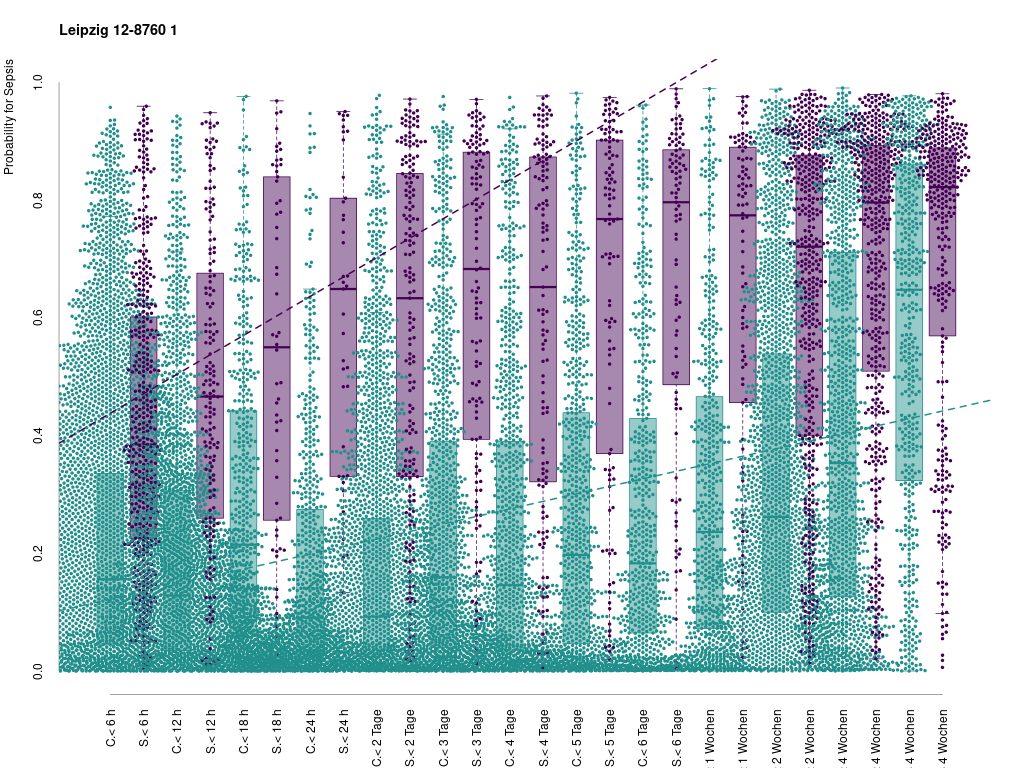 Leipzig 12-8760 1
Probability for Sepsis
1.0
0.8
0.6
0.4
0.2
0.0
C.< 6 h
S.< 6 h
C.< 12 h
S.< 12 h
C.< 18 h
S.< 18 h
C.< 24 h
S.< 24 h
C.< 2 Tage
S.< 2 Tage
C.< 3 Tage
S.< 3 Tage
C.< 4 Tage
S.< 4 Tage
C.< 5 Tage
S.< 5 Tage
C.< 6 Tage
S.< 6 Tage
1 Wochen
1 Wochen
2 Wochen
2 Wochen
4 Wochen
4 Wochen
4 Wochen
4 Wochen